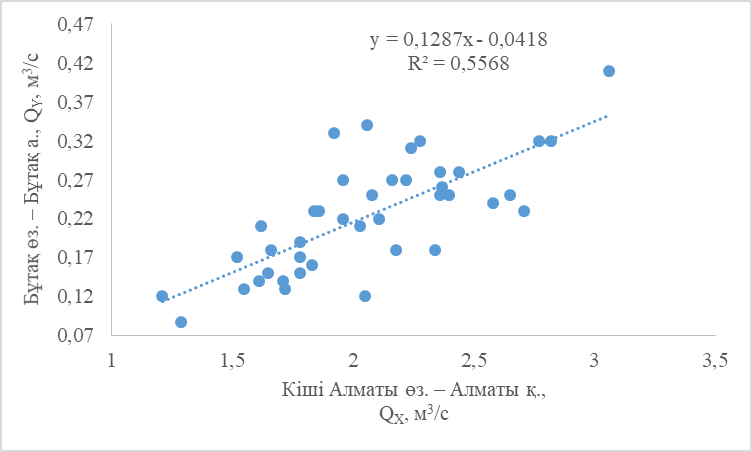 y = 0,1287x - 0,0418
R² = 0,5568
Бұтақ өз. – Бұтақ а., QY, м³/с
0,47
0,42
0,37
0,32
0,27
0,22
0,17
0,12
0,07
1 1,5 2 2,5 3 3,5
Кіші Алматы өз. – Алматы қ.,
QX, м³/с